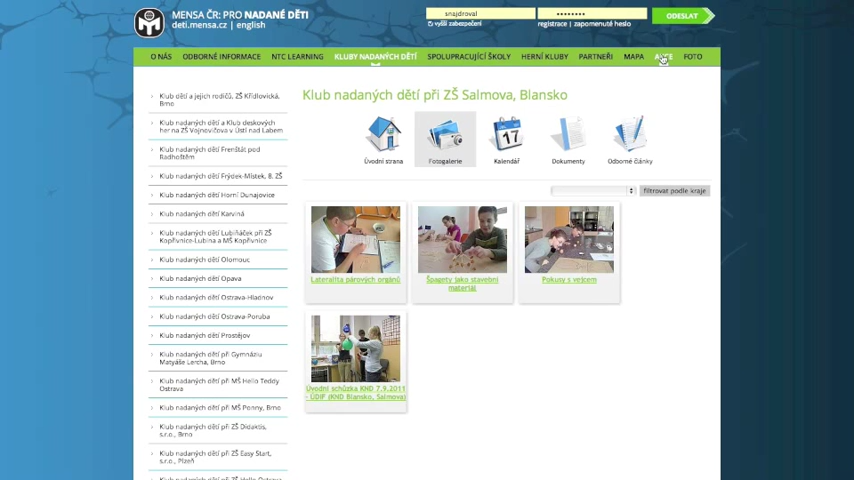 MENSA ČR: PRO NADANÉ DĚTI
deti.mensa.cz | english
snajdroval
••••••••
vyšší zabezpečení
registrace | zapomenuté heslo
ODESLAT
O NÁS ODBORNÉ INFORMACE NTC LEARNING KLUBY NADANÝCH DĚTÍ SPOLUPRACUJÍCÍ ŠKOLY HERNÍ KLUBY PARTNEŘI MAPA AKCE FOTO
Klub dětí a jejich rodičů, ZŠ Křídlovická,
Brno
Klub nadaných dětí a Klub deskových
her na ZŠ Vojnovičova v Ústí nad Labem
Klub nadaných dětí Frenštát pod
Radhoštěm
Klub nadaných dětí Frýdek-Místek, 8. ZŠ
Klub nadaných dětí Horní Dunajovice
Klub nadaných dětí Karviná
Klub nadaných dětí Lubiňáček při ZŠ
Kopřivnice-Lubina a MŠ Kopřivnice
Klub nadaných dětí Olomouc
Klub nadaných dětí Opava
Klub nadaných dětí Ostrava-Hladnov
Klub nadaných dětí Ostrava-Poruba
Klub nadaných dětí Prostějov
Klub nadaných dětí při Gymnáziu
Matyáše Lercha, Brno
Klub nadaných dětí při MŠ Hello Teddy
Ostrava
Klub nadaných dětí při MŠ Ponny, Brno
Klub nadaných dětí při ZŠ Didaktis,
s.r.o., Brno
Klub nadaných dětí při ZŠ Easy Start,
s.r.o., Plzeň
Klub nadaných dětí při ZŠ Hello Ostrava
Klub nadaných dětí při ZŠ Salmova, Blansko
Úvodní strana
Fotogalerie
17
Kalendář
Dokumenty
Odborné články
filtrovat podle kraje
Lateralita párových orgánů
Špagety jako stavební
materiál
Pokusy s vejcem
Úvodní schůzka KND 7.9.2011
- ÚDIF (KND Blansko, Salmova)